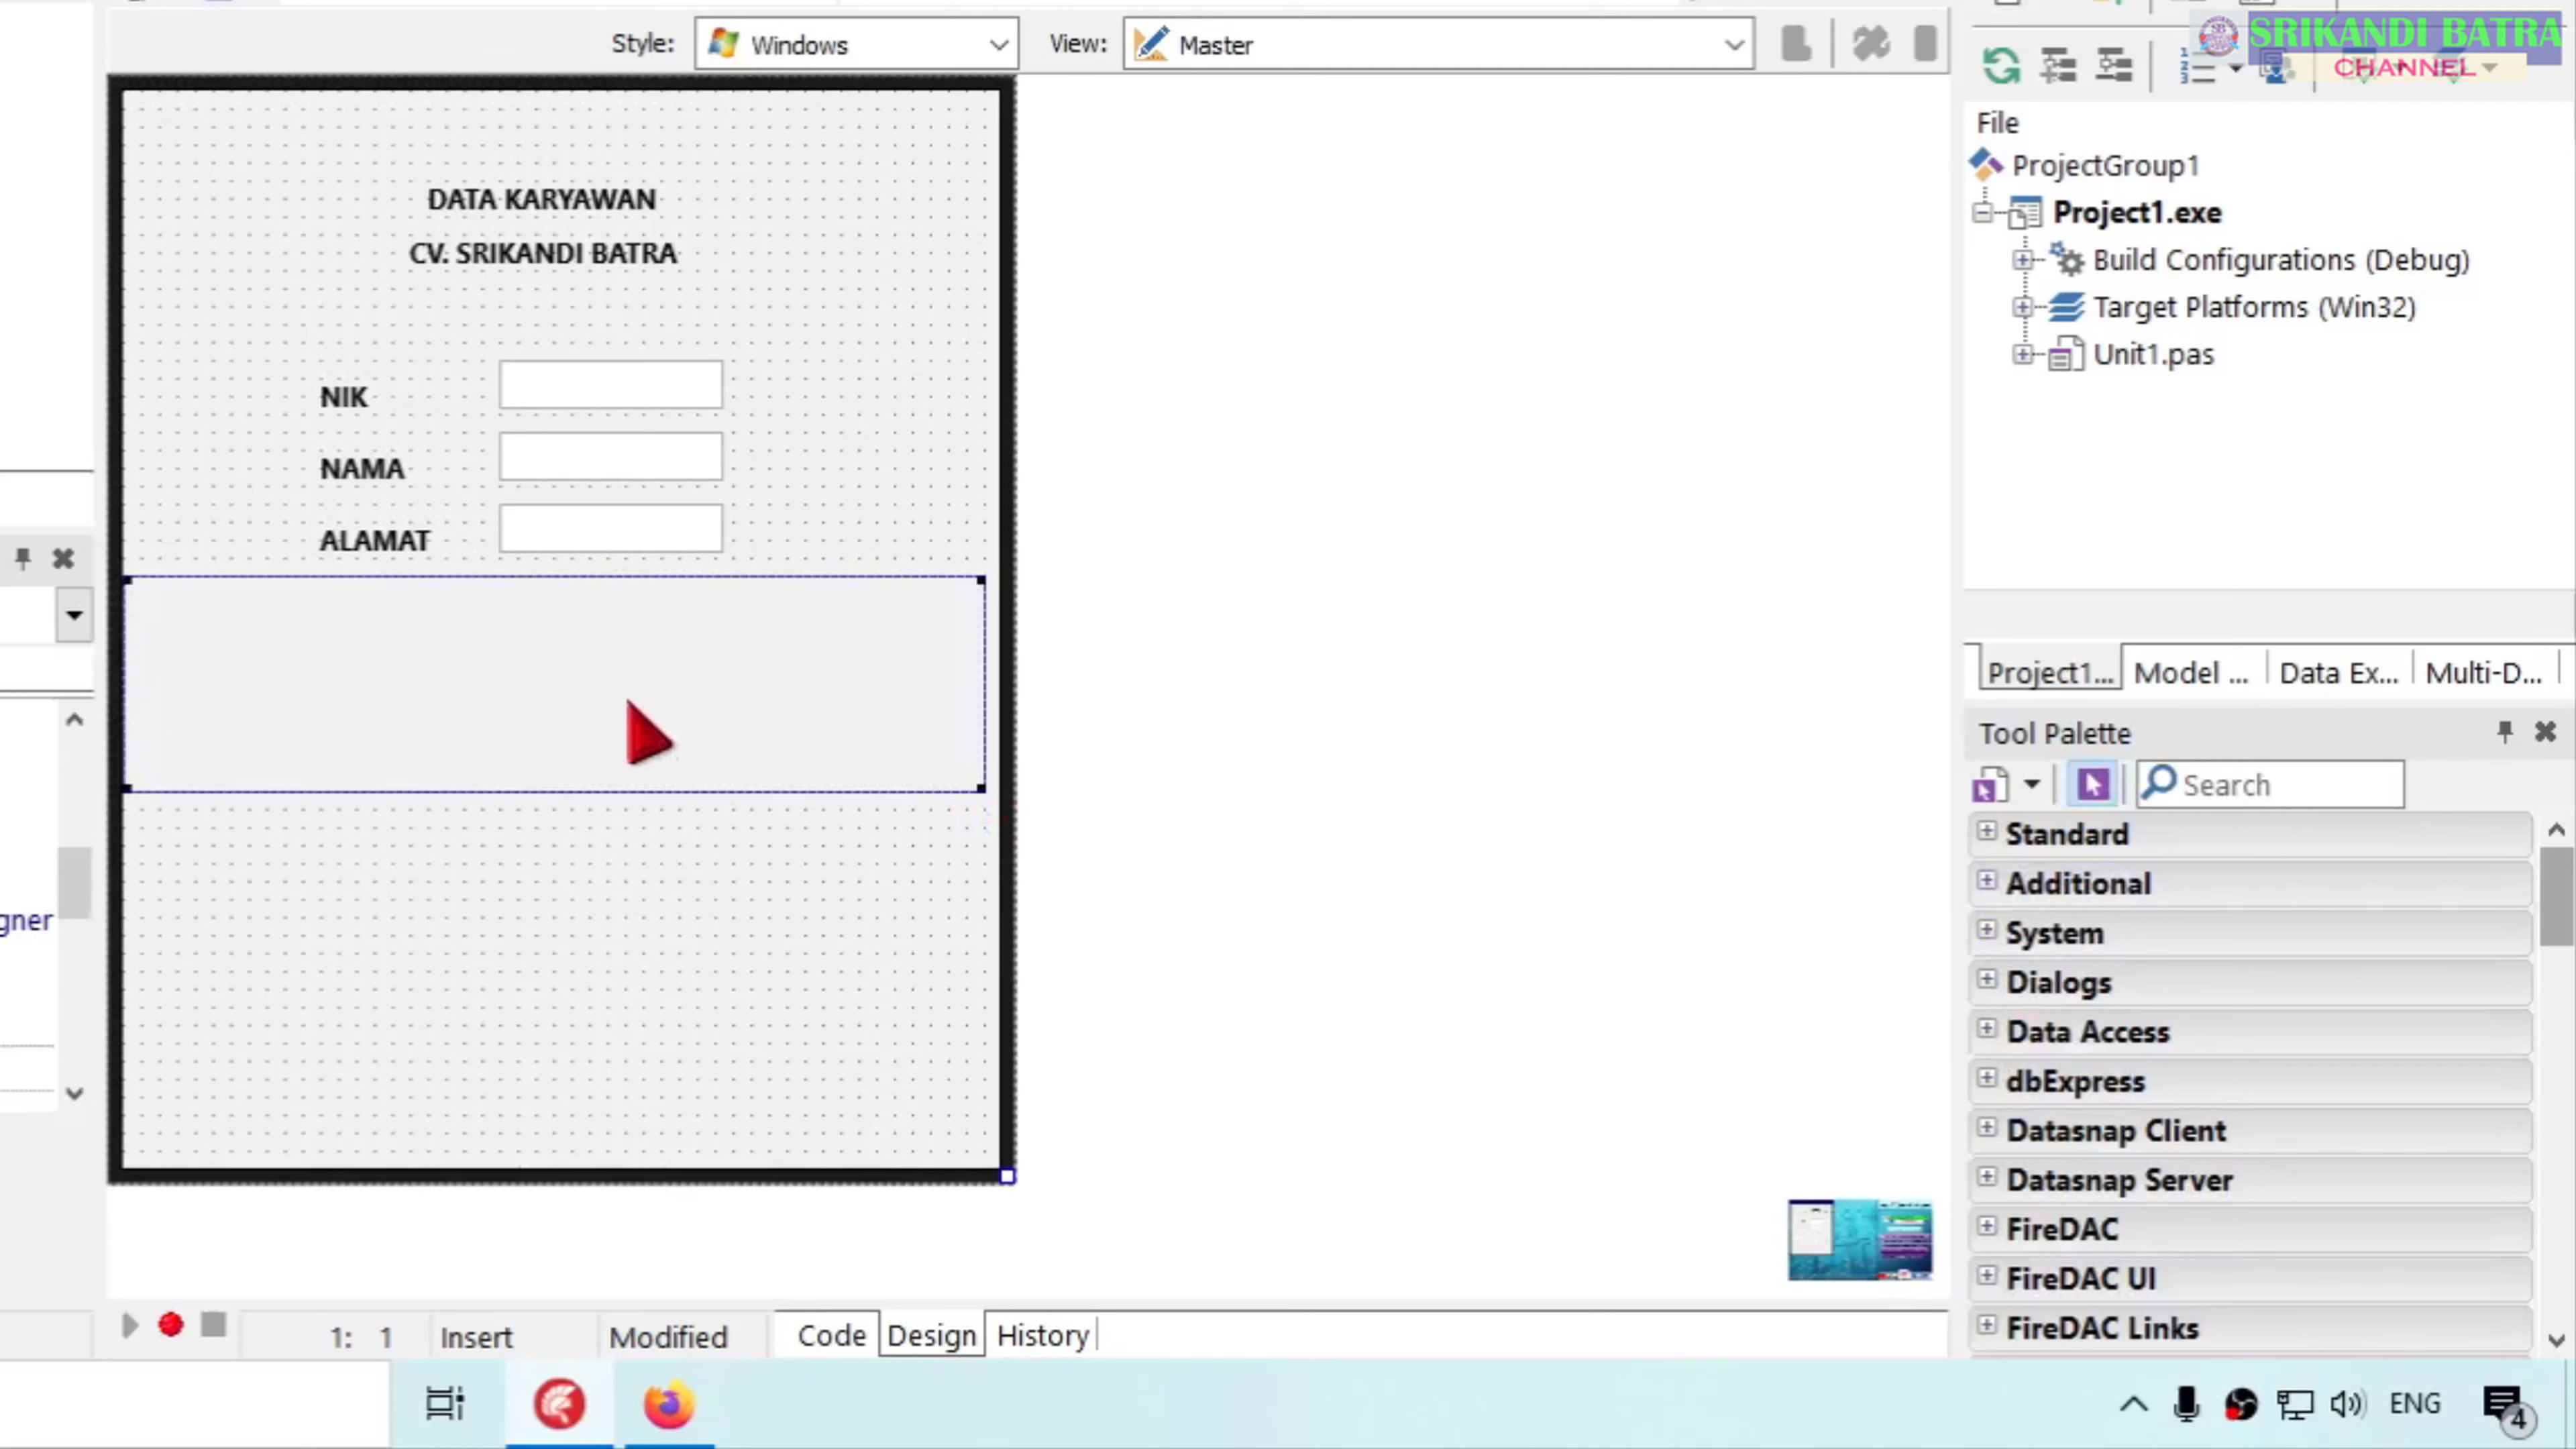 Style:
Windows
View:
Master
SRIKANDI BATRA
CHANNEL
File
ProjectGroup1
Project1.exe
Build Configurations (Debug)
Target Platforms (Win32)
Unit1.pas
DATA KARYAWAN
CV. SRIKANDI BATRA
NIK
NAMA
ALAMAT
Project1...
Model ...
Data Ex...
Multi-D...
Tool Palette
Search
Standard
Additional
System
Dialogs
Data Access
dbExpress
Datasnap Client
Datasnap Server
FireDAC
FireDAC UI
FireDAC Links
gner
1: 1
Insert
Modified
Code
Design
History
ENG
4